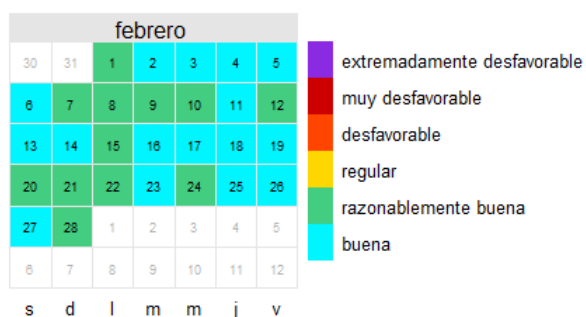 febrero
30 31 1 2 3 4 5
6 7 8 9 10 11 12
13 14 15 16 17 18 19
20 21 22 23 24 25 26
27 28 1 2 3 4 5
6 7 8 9 10 11 12
s d l m m j v
extremadamente desfavorable
muy desfavorable
desfavorable
regular
razonablemente buena
buena